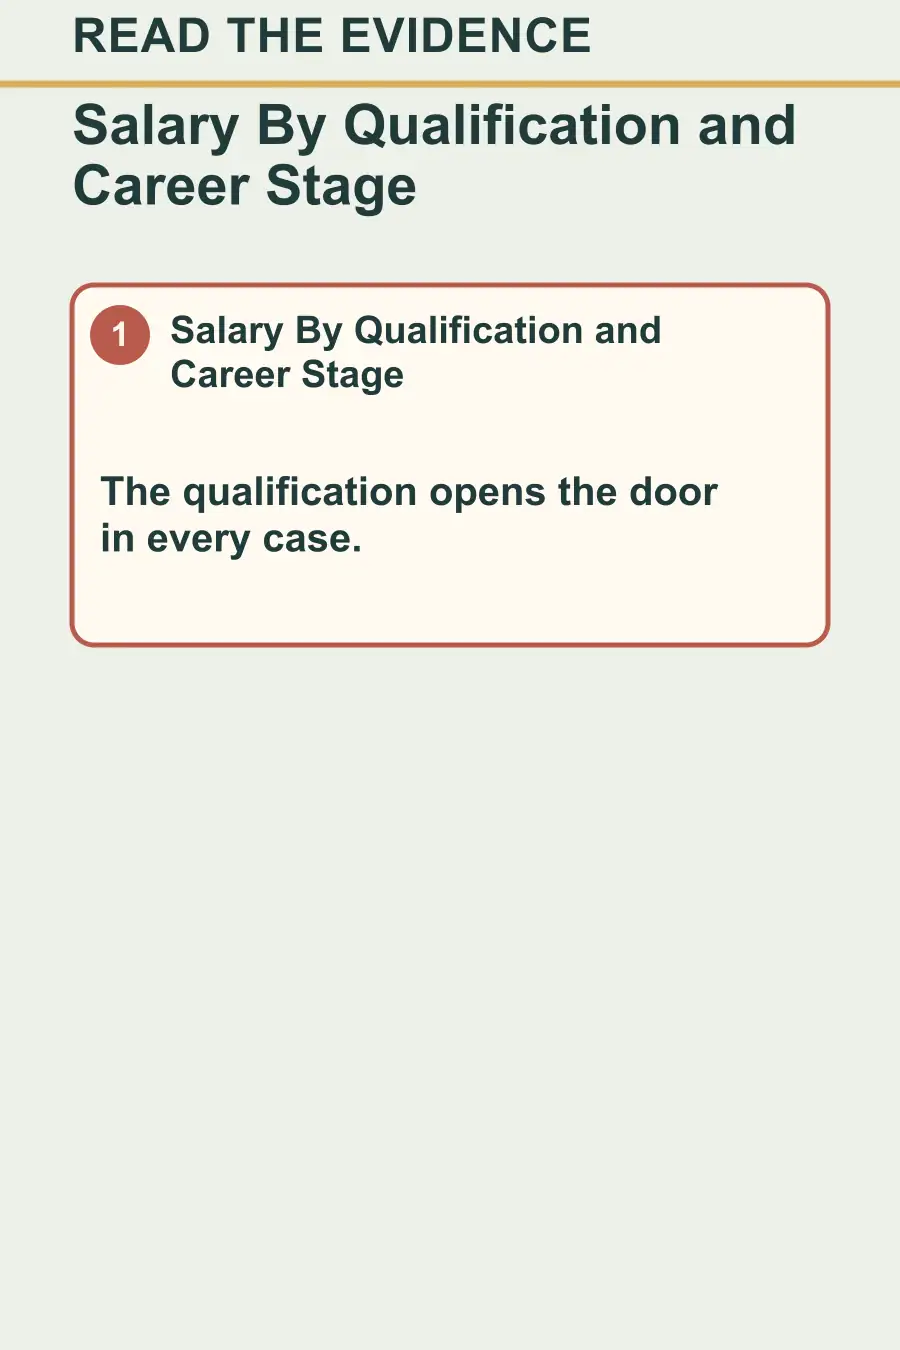 READ THE EVIDENCE
Salary By Qualification and
Career Stage
1
Salary By Qualification and
Career Stage
The qualification opens the door
in every case.